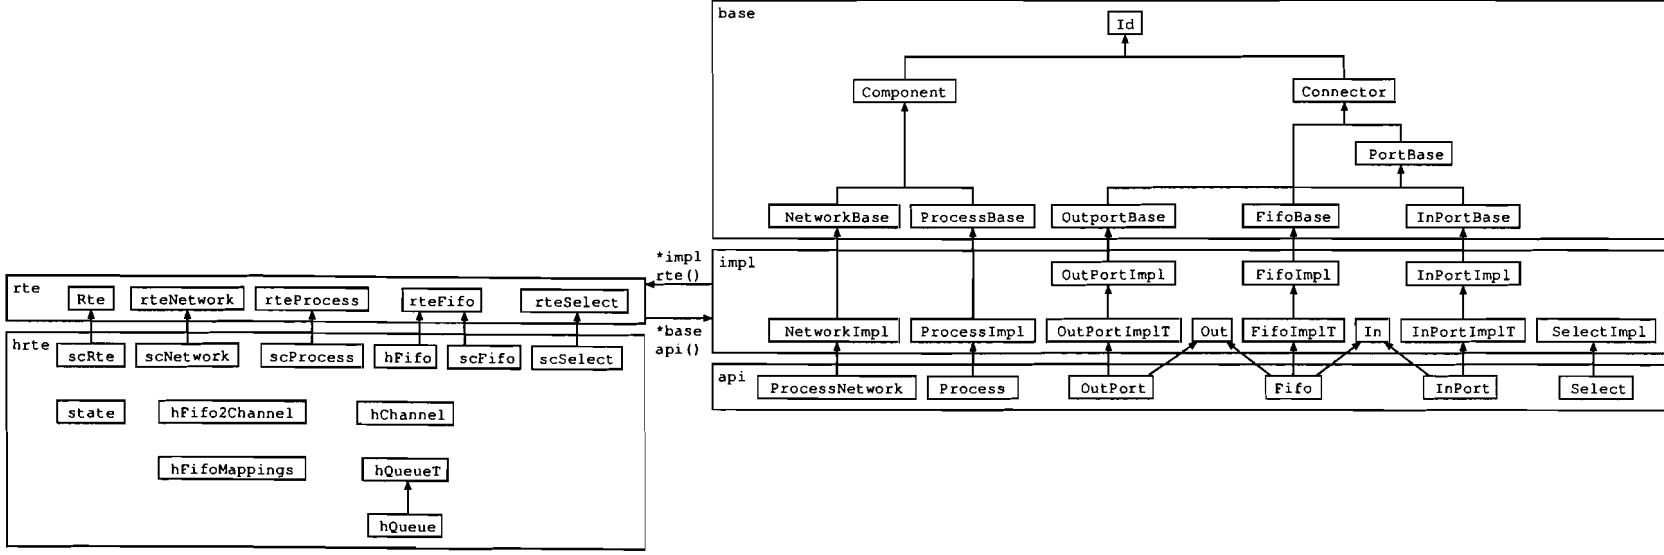 base
Id
Component
Connector
PortBase
NetworkBase ProcessBase OutportBase FifoBase InPortBase
*impl
rte()
impl
OutPortImpl FifoImpl InPortImpl
NetworkImpl ProcessImpl OutPortImplT Out FifoImplT In InPortImplT SelectImpl
*base
api()
api
ProcessNetwork Process OutPort Fifo InPort Select
rte
Rte rteNetwork rteProcess rteFifo rteSelect
hrte
scRte scNetwork scProcess hFifo scFifo scSelect
state hFifo2Channel hChannel
hFifoMappings hQueueT
hQueue